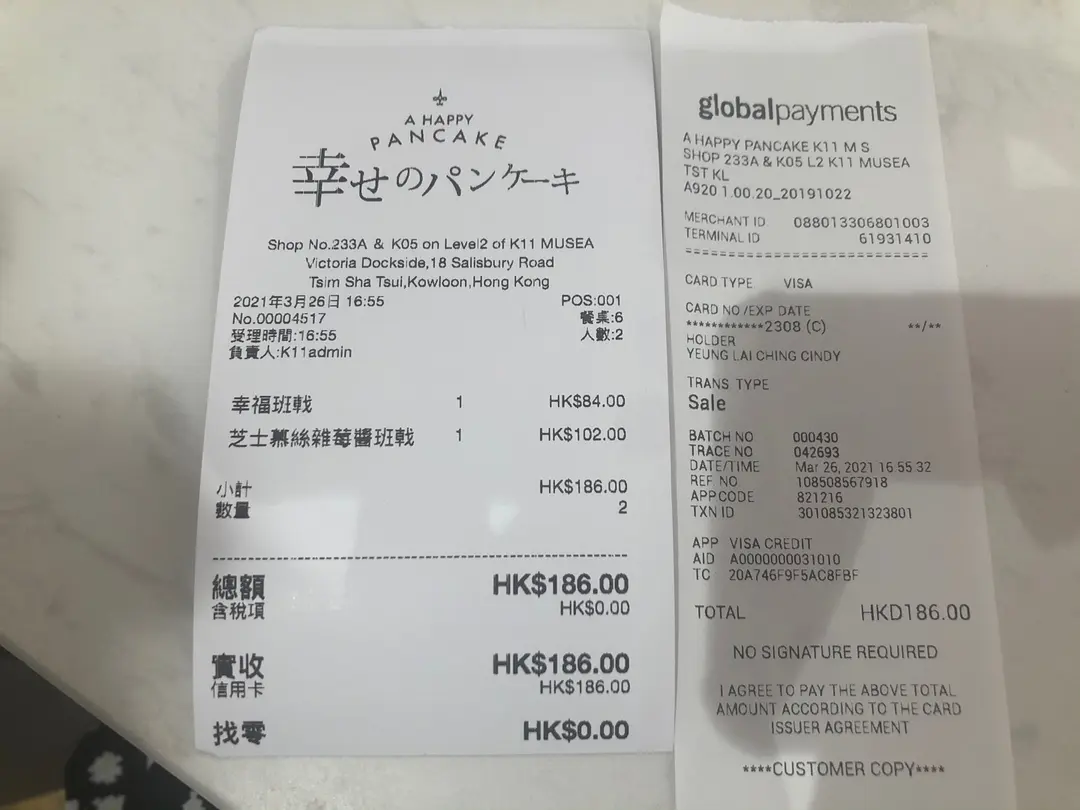 A HAPPY
PANCAKE
幸せのパンケーキ
Shop No.233A & K05 on Level2 of K11 MUSEA
Victoria Dockside,18 Salisbury Road
Tsim Sha Tsui,Kowloon,Hong Kong
2021年3月26日 16:55 POS:001
No.00004517 餐桌:6
受理時間:16:55 人數:2
負責人:K11admin
幸福班戟 1 HK$84.00
芝士慕絲雜莓醬班戟 1 HK$102.00
小計 HK$186.00
數量 2
總額 HK$186.00
含稅項 HK$0.00
實收 HK$186.00
信用卡 HK$186.00
找零 HK$0.00
globalpayments
A HAPPY PANCAKE K11 M S
SHOP 233A & K05 L2 K11 MUSEA
TST KL
A920 1.00.20_20191022
MERCHANT ID 088013306801003
TERMINAL ID 61931410
============================
CARD TYPE VISA
CARD NO /EXP DATE
************2308 (C) **/**
HOLDER
YEUNG LAI CHING CINDY
TRANS TYPE
Sale
BATCH NO 000430
TRACE NO 042693
DATE/TIME Mar 26, 2021 16 55 32
REF NO 108508567918
APP CODE 821216
TXN ID 301085321323801
APP VISA CREDIT
AID A0000000031010
TC 20A746F9F5AC8FBF
TOTAL HKD186.00
NO SIGNATURE REQUIRED
I AGREE TO PAY THE ABOVE TOTAL
AMOUNT ACCORDING TO THE CARD
ISSUER AGREEMENT
****CUSTOMER COPY****